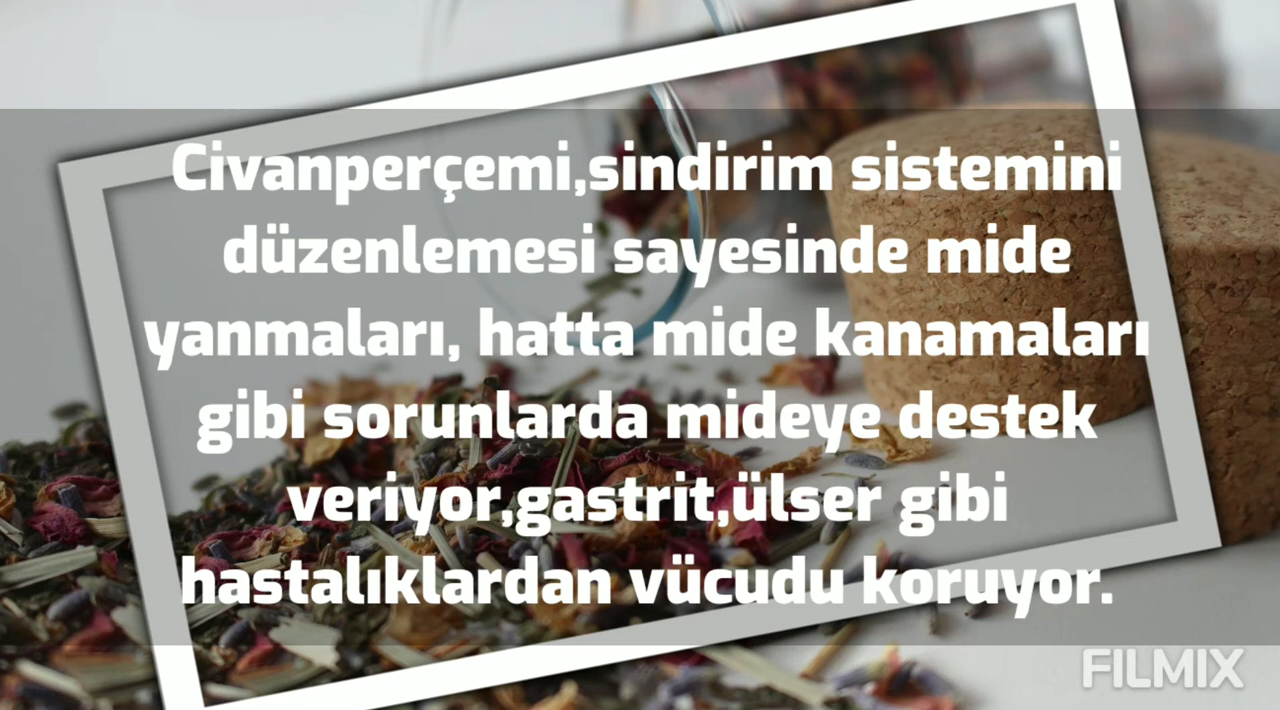 Civanperçemi,sindirim sistemini
düzenlemesi sayesinde mide
yanmaları, hatta mide kanamaları
gibi sorunlarda mideye destek
veriyor,gastrit,ülser gibi
hastalıklardan vücudu koruyor.
FILMIX